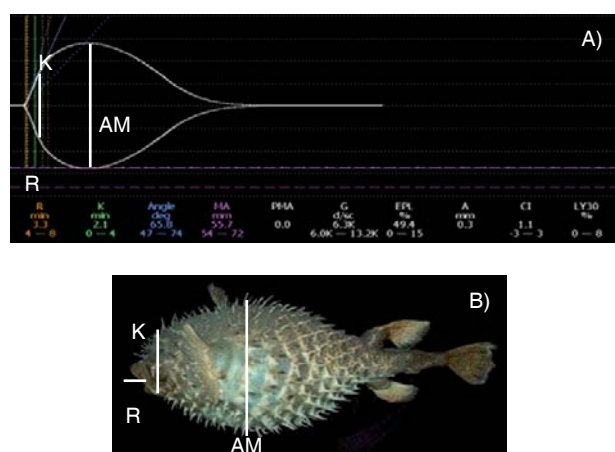 A)
K
AM
R
R K Angle MA PMA G EPL A CI LY30
min min deg mm d/sc % mm %
3.3 2.1 65.8 55.7 0.0 6.3K 49.4 0.3 1.1
4 — 8 0 — 4 47 — 74 54 — 72 6.0K — 13.2K 0 — 15 -3 — 3 0 — 8
B)
K
R
AM